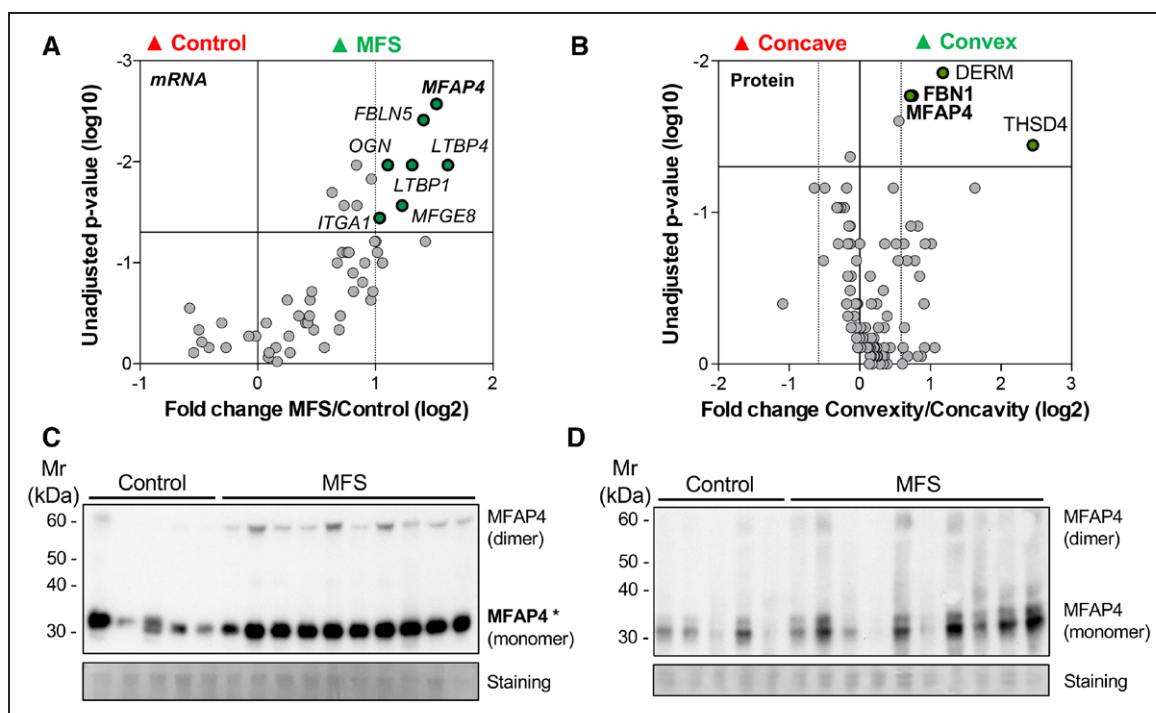 A
▲ Control ▲ MFS
mRNA
MFAP4
FBLN5
OGN
LTBP4
LTBP1
ITGA1
MFGE8
Unadjusted p-value (log10)
-3
-2
-1
0
-1 0 1 2
Fold change MFS/Control (log2)
B
▲ Concave ▲ Convex
Protein
DERM
FBN1
MFAP4
THSD4
Unadjusted p-value (log10)
-2
-1
0
-2 -1 0 1 2 3
Fold change Convexity/Concavity (log2)
C
Mr
(kDa)
Control MFS
60 -
50 -
40 -
30 -
MFAP4
(dimer)
MFAP4 *
(monomer)
Staining
D
Mr
(kDa)
Control MFS
60 -
50 -
40 -
30 -
MFAP4
(dimer)
MFAP4
(monomer)
Staining